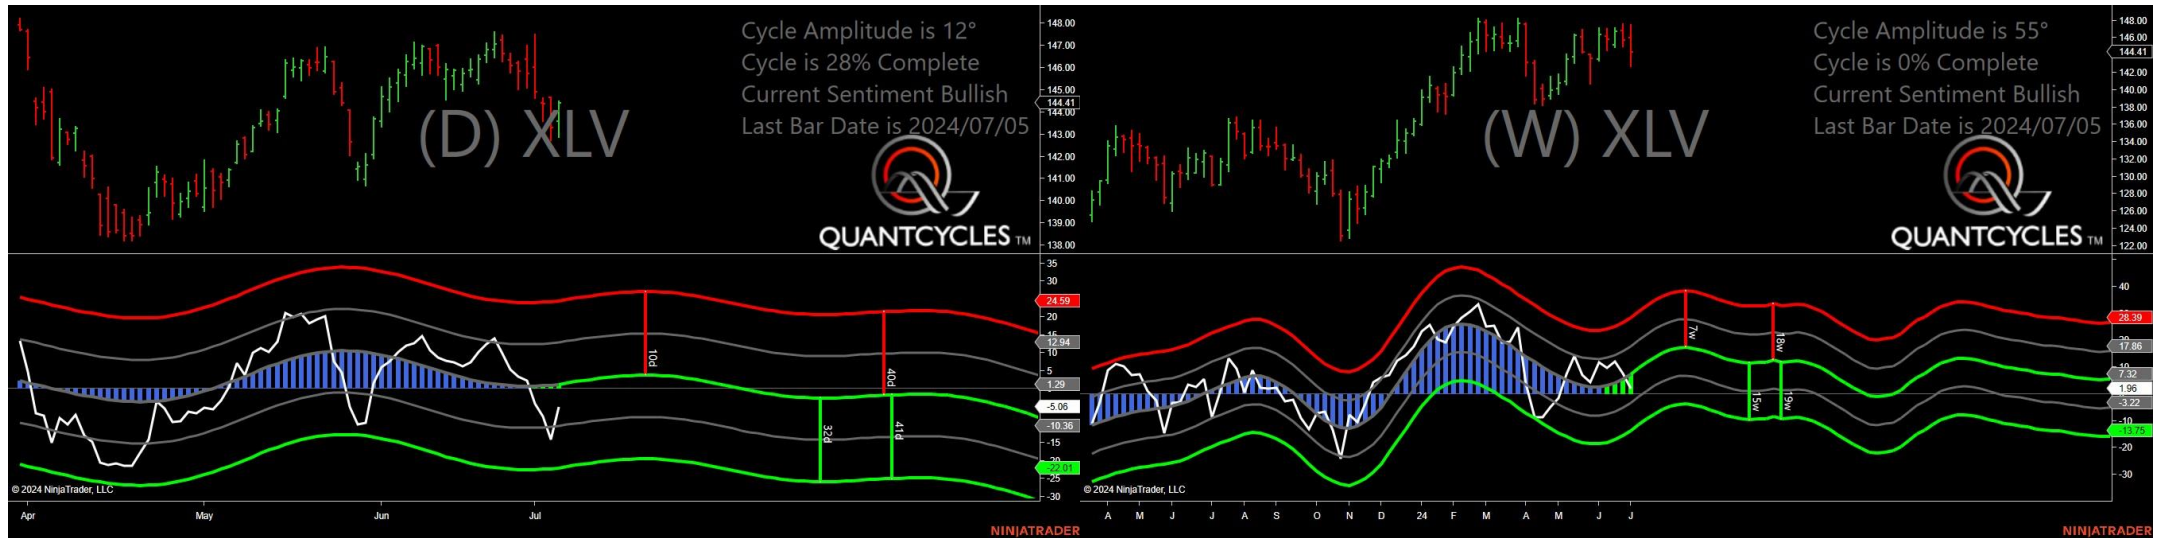 Cycle Amplitude is 12°
Cycle is 28% Complete
Current Sentiment Bullish
Last Bar Date is 2024/07/05
(D) XLV
QUANTCYCLES TM
148.00
147.00
146.00
145.00
144.41
144.00
143.00
142.00
141.00
140.00
139.00
138.00
35
30
24.59
20
15
12.94
10
5
1.29
-5.06
-10.36
-15
-22.01
-25
-30
10d
40d
32d
41d
© 2024 NinjaTrader, LLC
Apr May Jun Jul
NINJATRADER
Cycle Amplitude is 55°
Cycle is 0% Complete
Current Sentiment Bullish
Last Bar Date is 2024/07/05
(W) XLV
QUANTCYCLES TM
148.00
146.00
144.41
142.00
140.00
138.00
136.00
134.00
132.00
130.00
128.00
126.00
124.00
122.00
40
28.39
17.86
7.32
1.96
-3.22
-10
-13.75
-20
-30
7w
18w
15w
19w
© 2024 NinjaTrader, LLC
A M J J A S O N D 24 F M A M J J
NINJATRADER